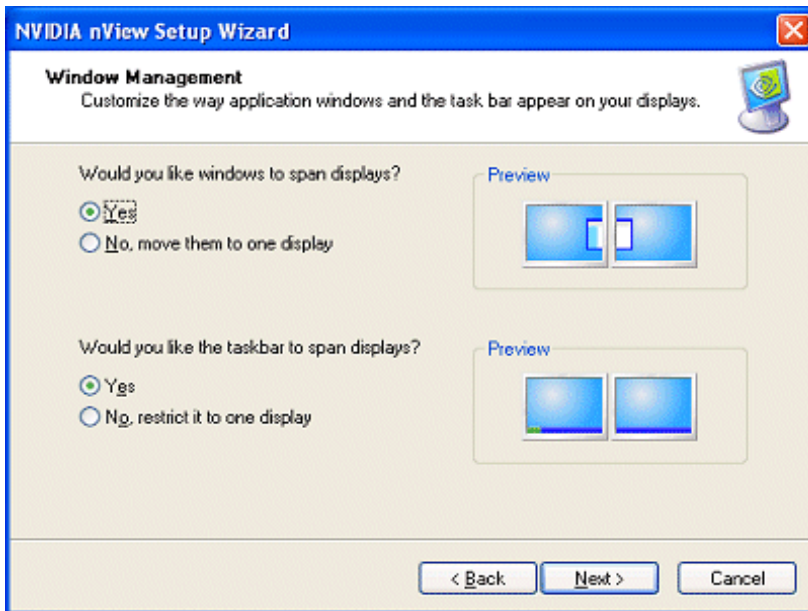 NVIDIA nView Setup Wizard
Window Management
Customize the way application windows and the task bar appear on your displays.
Would you like windows to span displays?
Yes
No, move them to one display
Preview
Would you like the taskbar to span displays?
Yes
No, restrict it to one display
Preview
< Back
Next >
Cancel